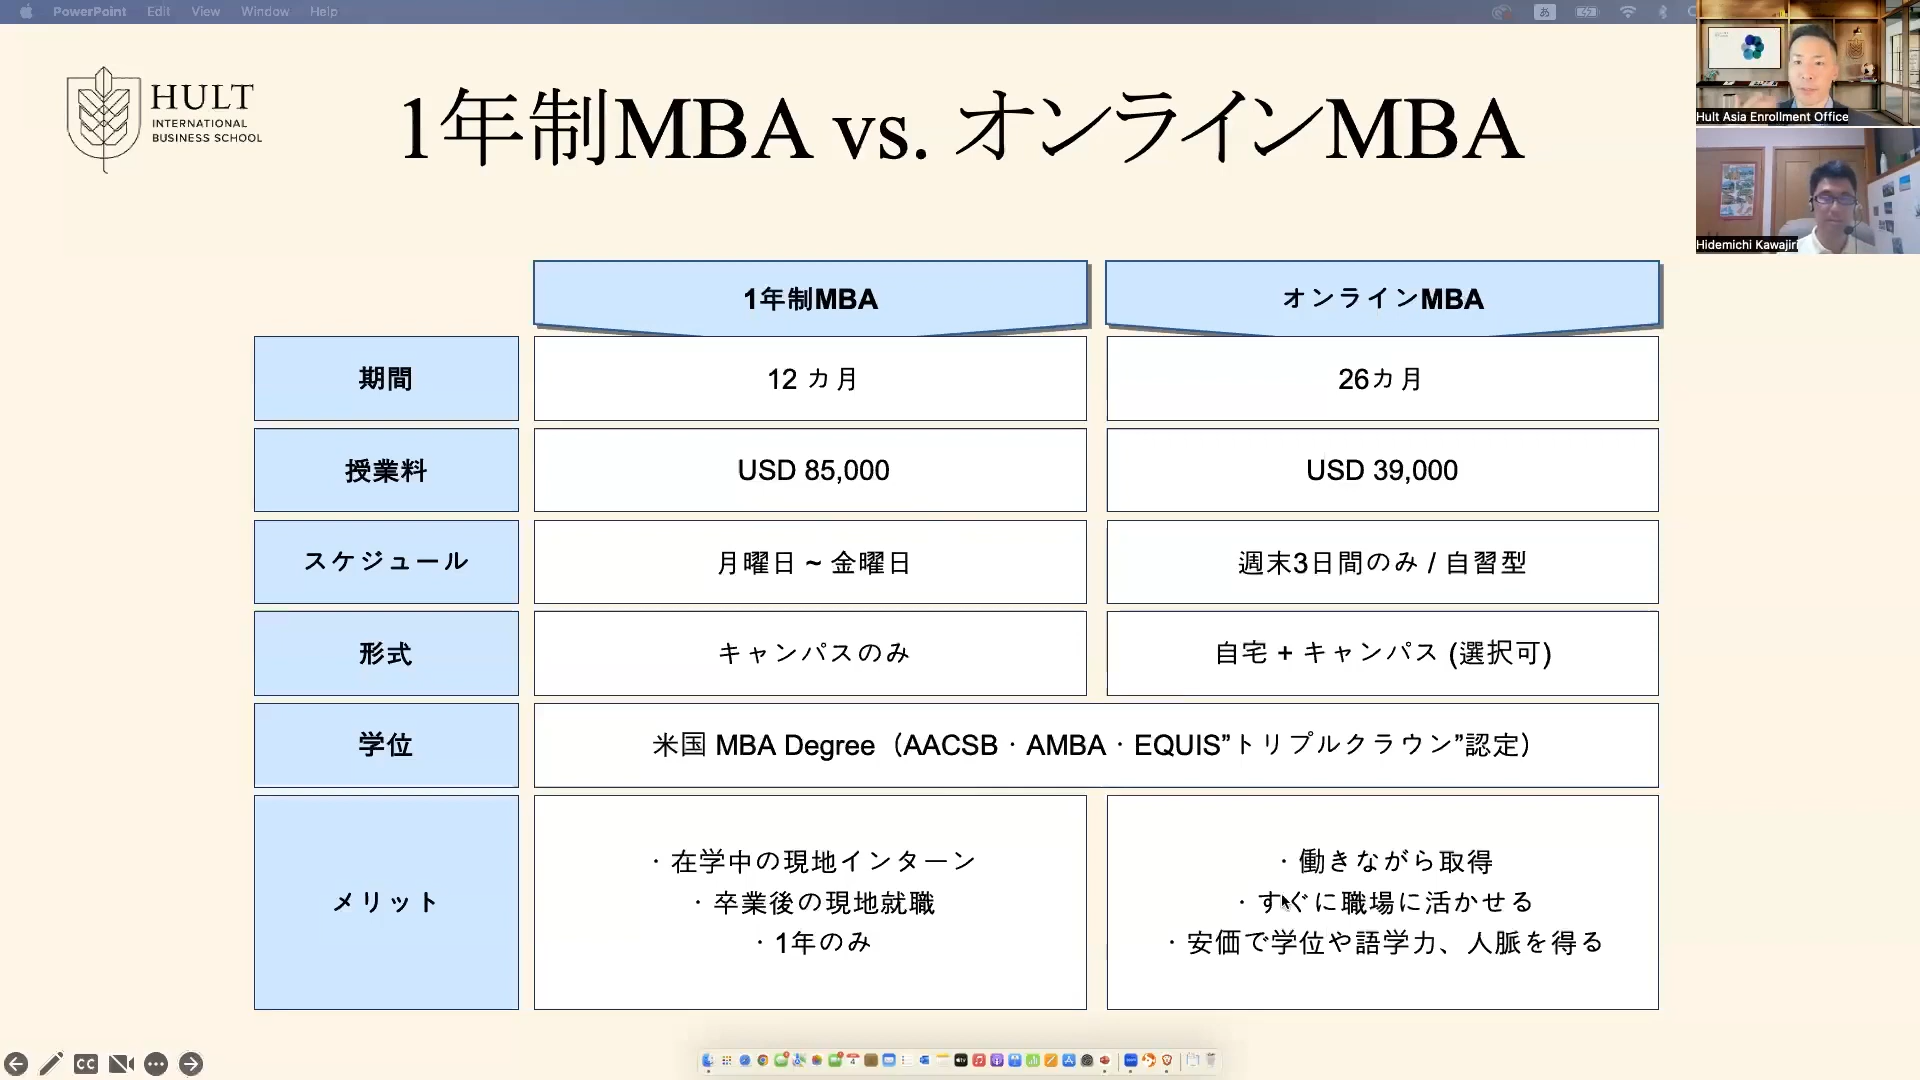 PowerPoint Edit View Window Help
あ
HULT
INTERNATIONAL
BUSINESS SCHOOL
1年制MBA vs. オンラインMBA
Hult Asia Enrollment Office
Hidemichi Kawajiri
1年制MBA オンラインMBA
期間 12 カ月 26カ月
授業料 USD 85,000 USD 39,000
スケジュール 月曜日 ~ 金曜日 週末3日間のみ / 自習型
形式 キャンパスのみ 自宅 + キャンパス (選択可)
学位 米国 MBA Degree（AACSB・AMBA・EQUIS”トリプルクラウン”認定）
メリット
・在学中の現地インターン
・卒業後の現地就職
・1年のみ
・働きながら取得
・すぐに職場に活かせる
・安価で学位や語学力、人脈を得る
CC